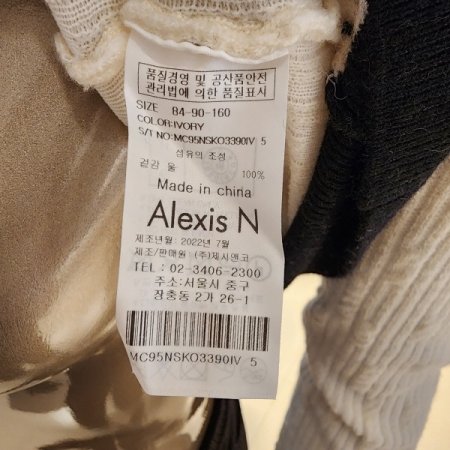 품질경영 및 공산품안전
관리법에 의한 품질표시
SIZE 84-90-160
COLOR:IVORY
S/T NO:MC95NSKO3390IV 5
섬유의 조성
겉감 울 100%
Made in china
Alexis N
제조년월: 2022년 7월
제조/판매원 (주)제시앤코
TEL : 02-3406-2300
주소:서울시 중구
장충동 2가 26-1
MC95NSKO3390IV 5